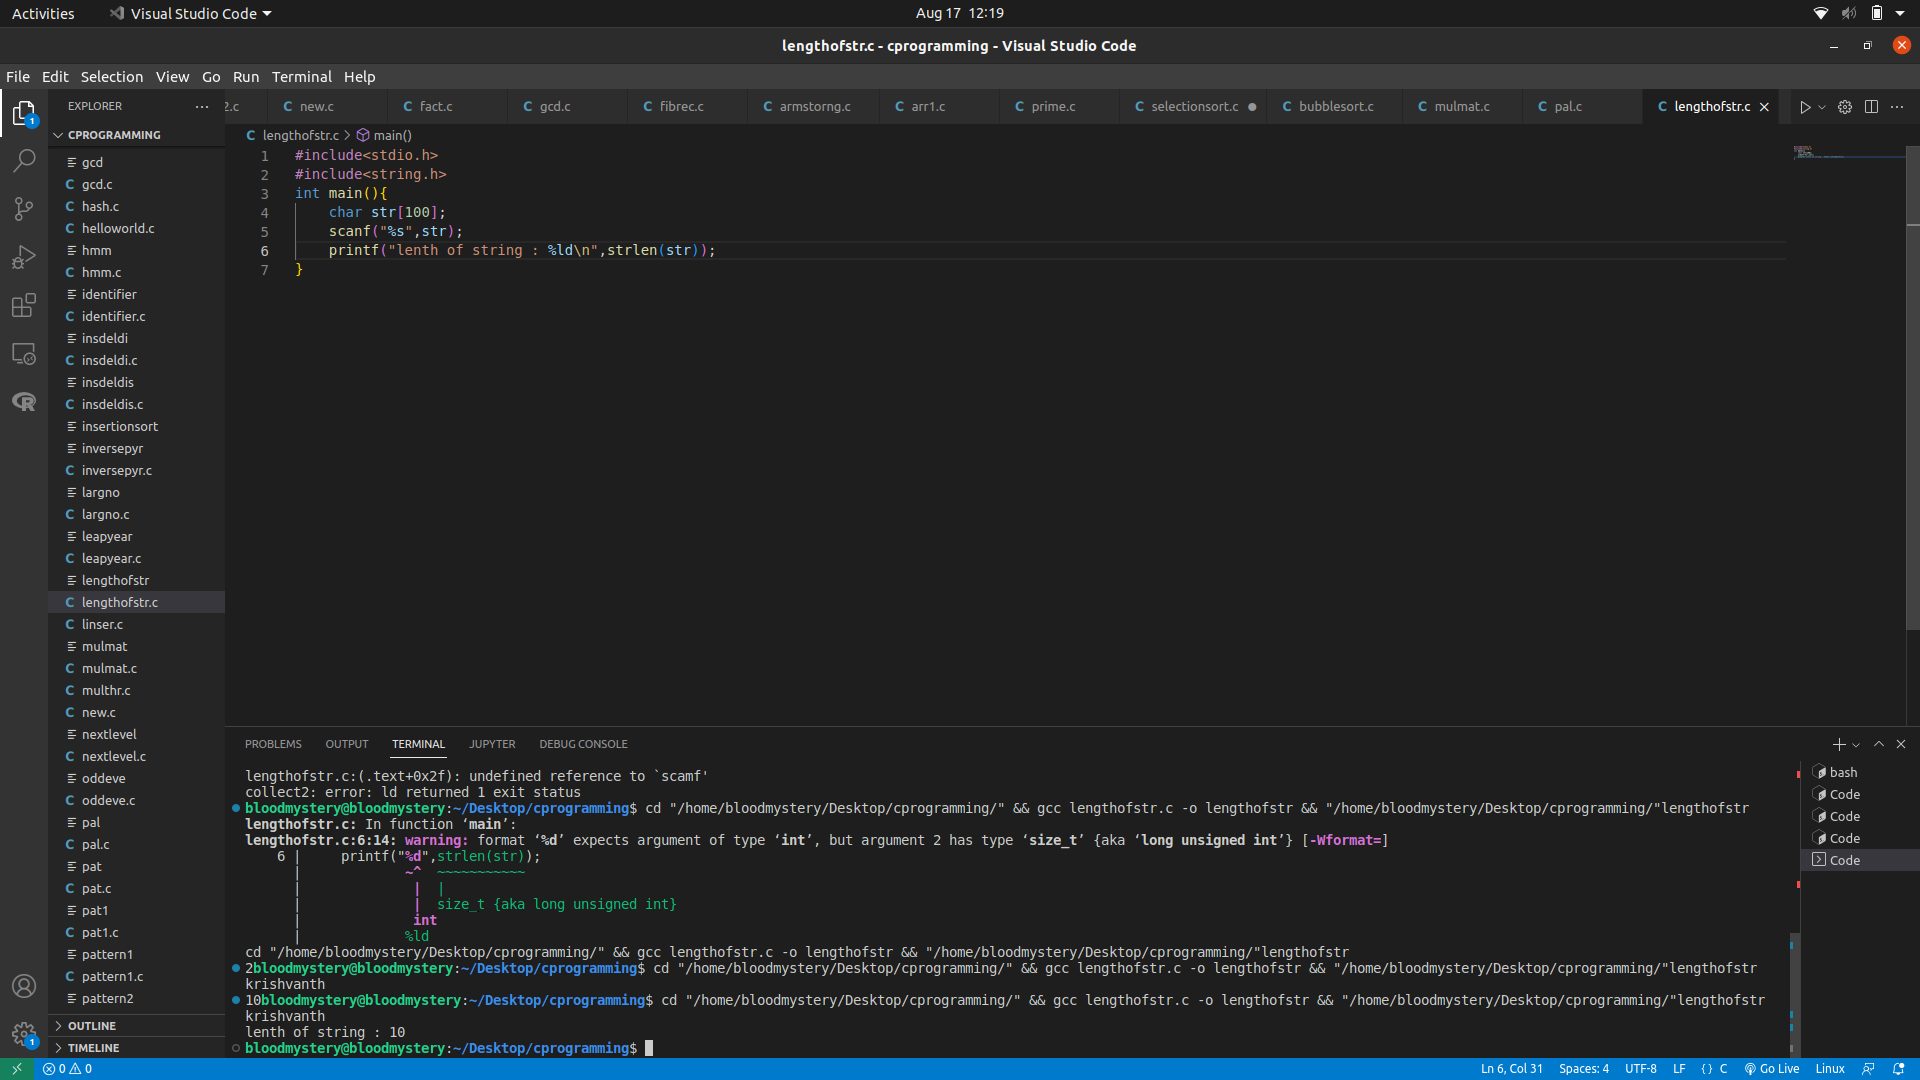 Activities
Visual Studio Code
Aug 17 12:19
lengthofstr.c - cprogramming - Visual Studio Code
File Edit Selection View Go Run Terminal Help
EXPLORER
2.c
new.c
fact.c
gcd.c
fibrec.c
armstorng.c
arr1.c
prime.c
selectionsort.c
bubblesort.c
mulmat.c
pal.c
lengthofstr.c
1
CPROGRAMMING
gcd
gcd.c
hash.c
helloworld.c
hmm
hmm.c
identifier
identifier.c
insdeldi
insdeldi.c
insdeldis
insdeldis.c
insertionsort
inversepyr
inversepyr.c
largno
largno.c
leapyear
leapyear.c
lengthofstr
lengthofstr.c
linser.c
mulmat
mulmat.c
multhr.c
new.c
nextlevel
nextlevel.c
oddeve
oddeve.c
pal
pal.c
pat
pat.c
pat1
pat1.c
pattern1
pattern1.c
pattern2
OUTLINE
TIMELINE
1
lengthofstr.c > main()
1 #include<stdio.h>
2 #include<string.h>
3 int main(){
4 char str[100];
5 scanf("%s",str);
6 printf("lenth of string : %ld\n",strlen(str));
7 }
PROBLEMS OUTPUT TERMINAL JUPYTER DEBUG CONSOLE
lengthofstr.c:(.text+0x2f): undefined reference to `scamf'
collect2: error: ld returned 1 exit status
bloodmystery@bloodmystery:~/Desktop/cprogramming$ cd "/home/bloodmystery/Desktop/cprogramming/" && gcc lengthofstr.c -o lengthofstr && "/home/bloodmystery/Desktop/cprogramming/"lengthofstr
lengthofstr.c: In function ‘main’:
lengthofstr.c:6:14: warning: format ‘%d’ expects argument of type ‘int’, but argument 2 has type ‘size_t’ {aka ‘long unsigned int’} [-Wformat=]
6 | printf("%d",strlen(str));
| ~^ ~~~~~~~~~~~
| | |
| | size_t {aka long unsigned int}
| int
| %ld
cd "/home/bloodmystery/Desktop/cprogramming/" && gcc lengthofstr.c -o lengthofstr && "/home/bloodmystery/Desktop/cprogramming/"lengthofstr
2bloodmystery@bloodmystery:~/Desktop/cprogramming$ cd "/home/bloodmystery/Desktop/cprogramming/" && gcc lengthofstr.c -o lengthofstr && "/home/bloodmystery/Desktop/cprogramming/"lengthofstr
krishvanth
10bloodmystery@bloodmystery:~/Desktop/cprogramming$ cd "/home/bloodmystery/Desktop/cprogramming/" && gcc lengthofstr.c -o lengthofstr && "/home/bloodmystery/Desktop/cprogramming/"lengthofstr
krishvanth
lenth of string : 10
bloodmystery@bloodmystery:~/Desktop/cprogramming$
bash
Code
Code
Code
Code
0 0
Ln 6, Col 31 Spaces: 4 UTF-8 LF {} C Go Live Linux